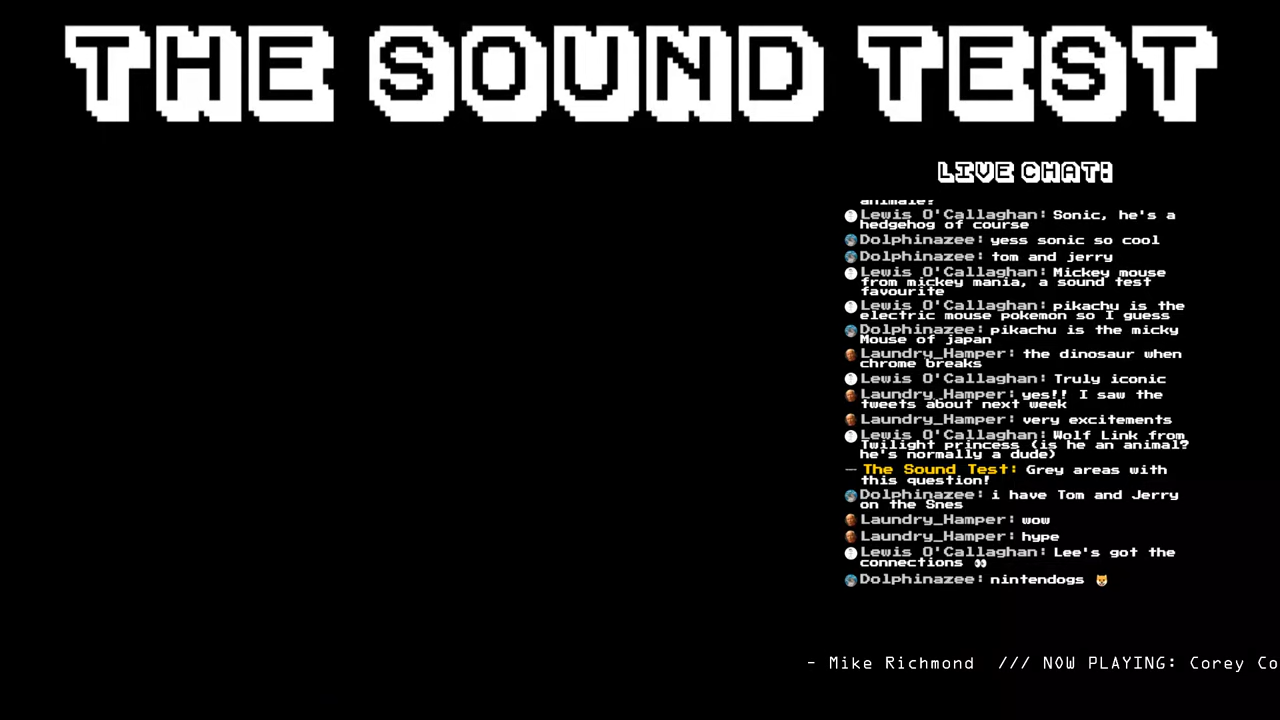 THE SOUND TEST
LIVE CHAT:
animale?
Lewis O'Callaghan: Sonic, he's a
hedgehog of course
Dolphinazee: yess sonic so cool
Dolphinazee: tom and jerry
Lewis O'Callaghan: Mickey mouse
from mickey mania, a sound test
favourite
Lewis O'Callaghan: pikachu is the
electric mouse pokemon so I guess
Dolphinazee: pikachu is the micky
Mouse of japan
Laundry_Hamper: the dinosaur when
chrome breaks
Lewis O'Callaghan: Truly iconic
Laundry_Hamper: yes!! I saw the
tweets about next week
Laundry_Hamper: very excitements
Lewis O'Callaghan: Wolf Link from
Twilight princess (is he an animal?
he's normally a dude)
The Sound Test: Grey areas with
this question!
Dolphinazee: i have Tom and Jerry
on the Snes
Laundry_Hamper: wow
Laundry_Hamper: hype
Lewis O'Callaghan: Lee's got the
connections 👀
Dolphinazee: nintendogs 🐶
- Mike Richmond /// NOW PLAYING: Corey Co